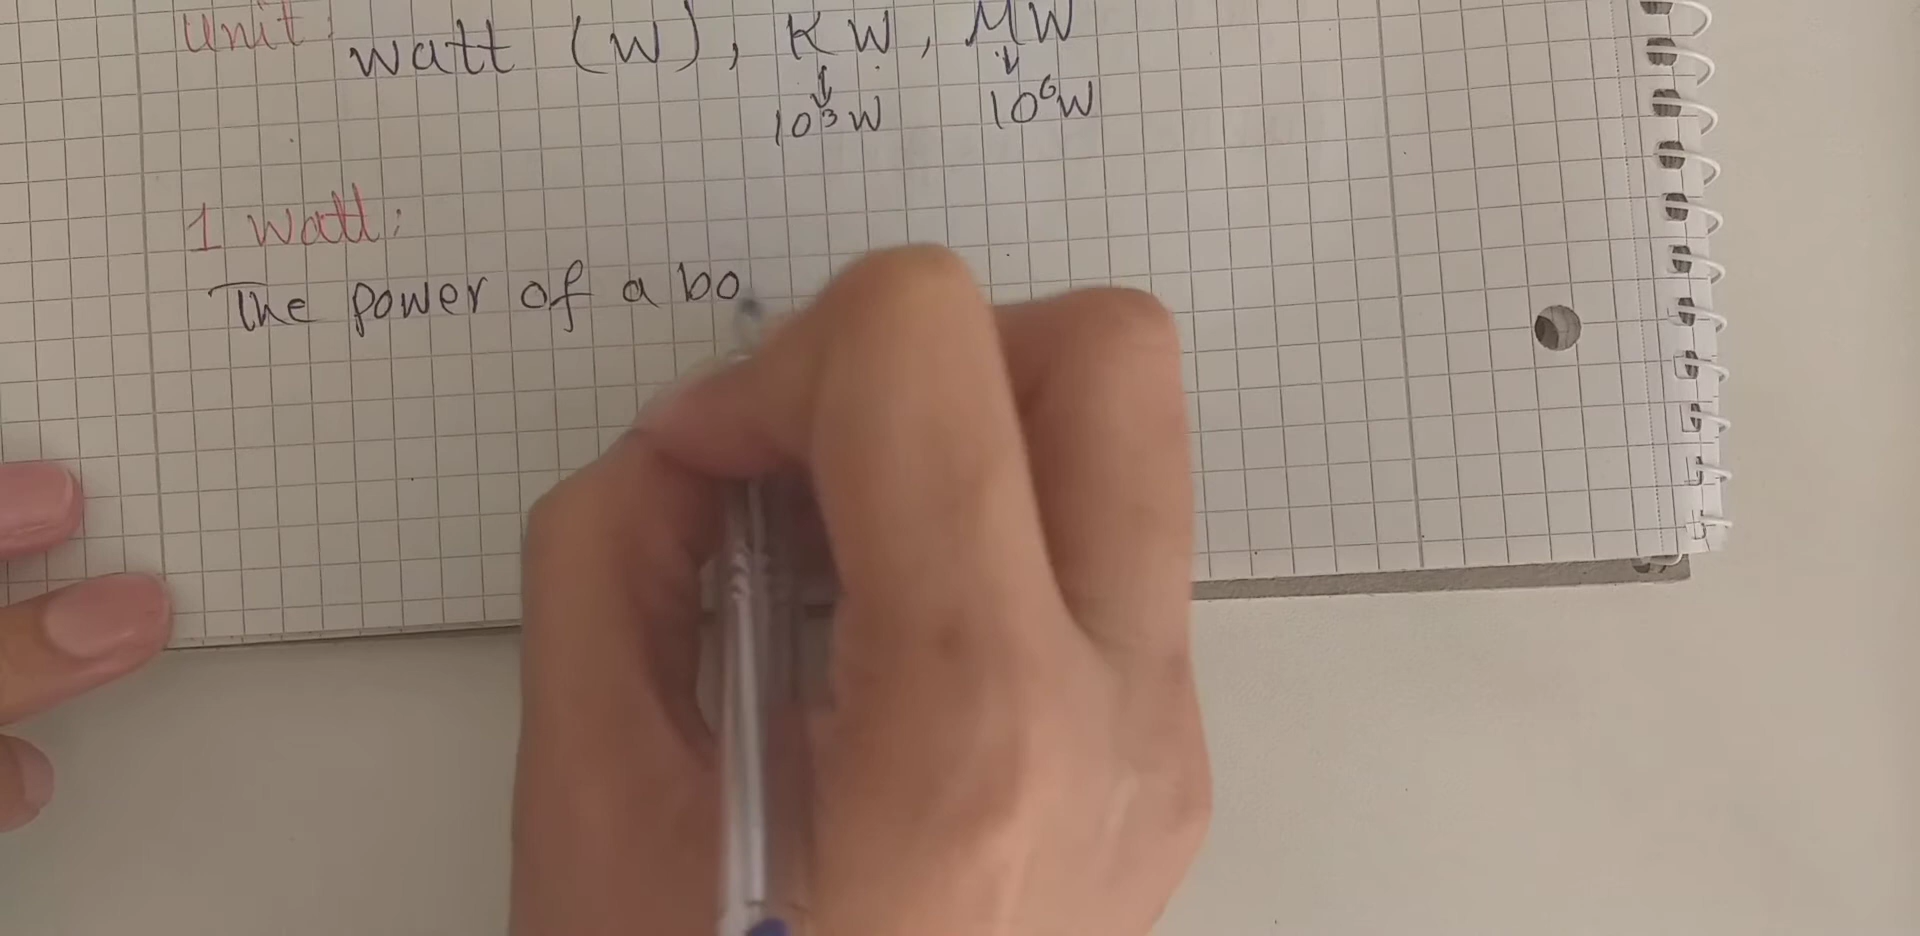 Unit:
Watt (W), KW, MW
10³W 10⁶W
1 Watt:
The power of a bo